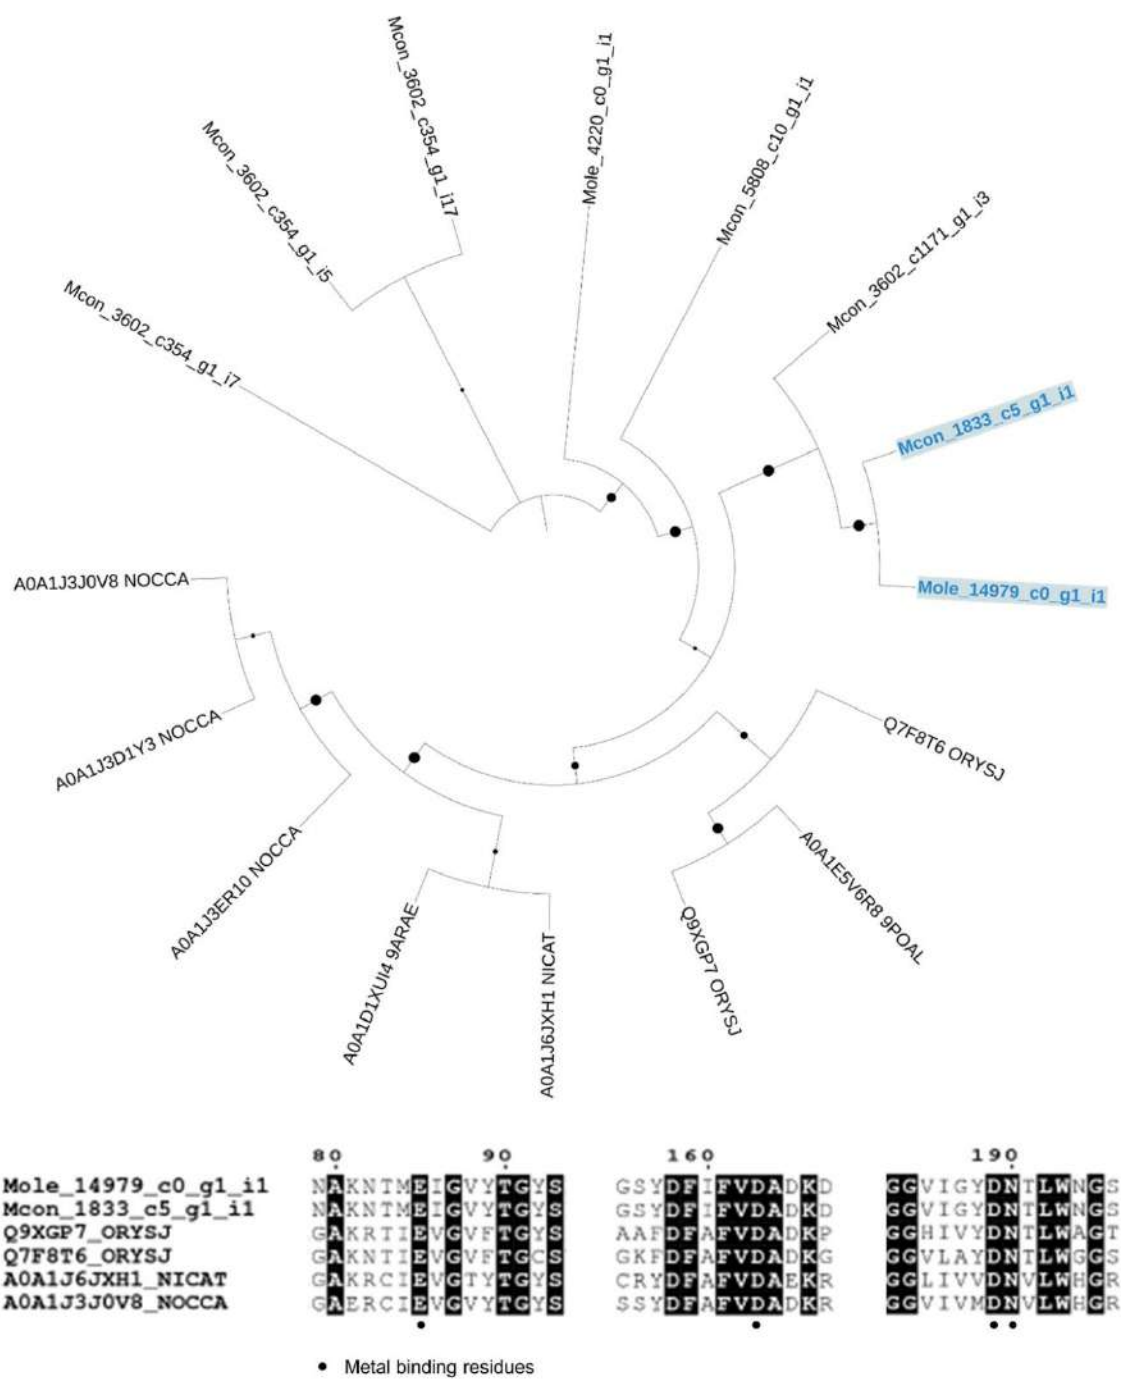 Mcon_3602_c354_g1_i17
Mole_4220_c0_g1_i1
Mcon_5808_c10_g1_i1
Mcon_3602_c354_g1_i5
Mcon_3602_c1171_g1_i3
Mcon_3602_c354_g1_i7
Mcon_1833_c5_g1_i1
Mole_14979_c0_g1_i1
A0A1J3J0V8 NOCCA
A0A1J3D1Y3 NOCCA
Q7F8T6 ORYSJ
A0A1J3ER10 NOCCA
A0A1E5V6R8 9POAL
A0A1D1XUI4 9ARAE
Q9XGP7 ORYSJ
A0A1J6JXH1 NICAT
80 90 160 190
Mole_14979_c0_g1_i1 NAKNTMEIGVYTGYS GSYDFIFVDADKD GGVIGYDNTLWNGS
Mcon_1833_c5_g1_i1 NAKNTMEIGVYTGYS GSYDFIFVDADKD GGVIGYDNTLWNGS
Q9XGP7_ORYSJ GAKRTIEVGVFTGYS AAFDFAFVDADKP GGHIVYDNTLWAGT
Q7F8T6_ORYSJ GAKNTIEVGVFTGCS GKFDFAFVDADKG GGVLAYDNTLWGGS
A0A1J6JXH1_NICAT GAKRCIEVGTYTGYS CRYDFAFVDAEKR GGLIVVDNVLWHGR
A0A1J3J0V8_NOCCA GAERCIEVGVYTGYS SSYDFAFVDADKR GGVIVMDNVLWHGR
• Metal binding residues